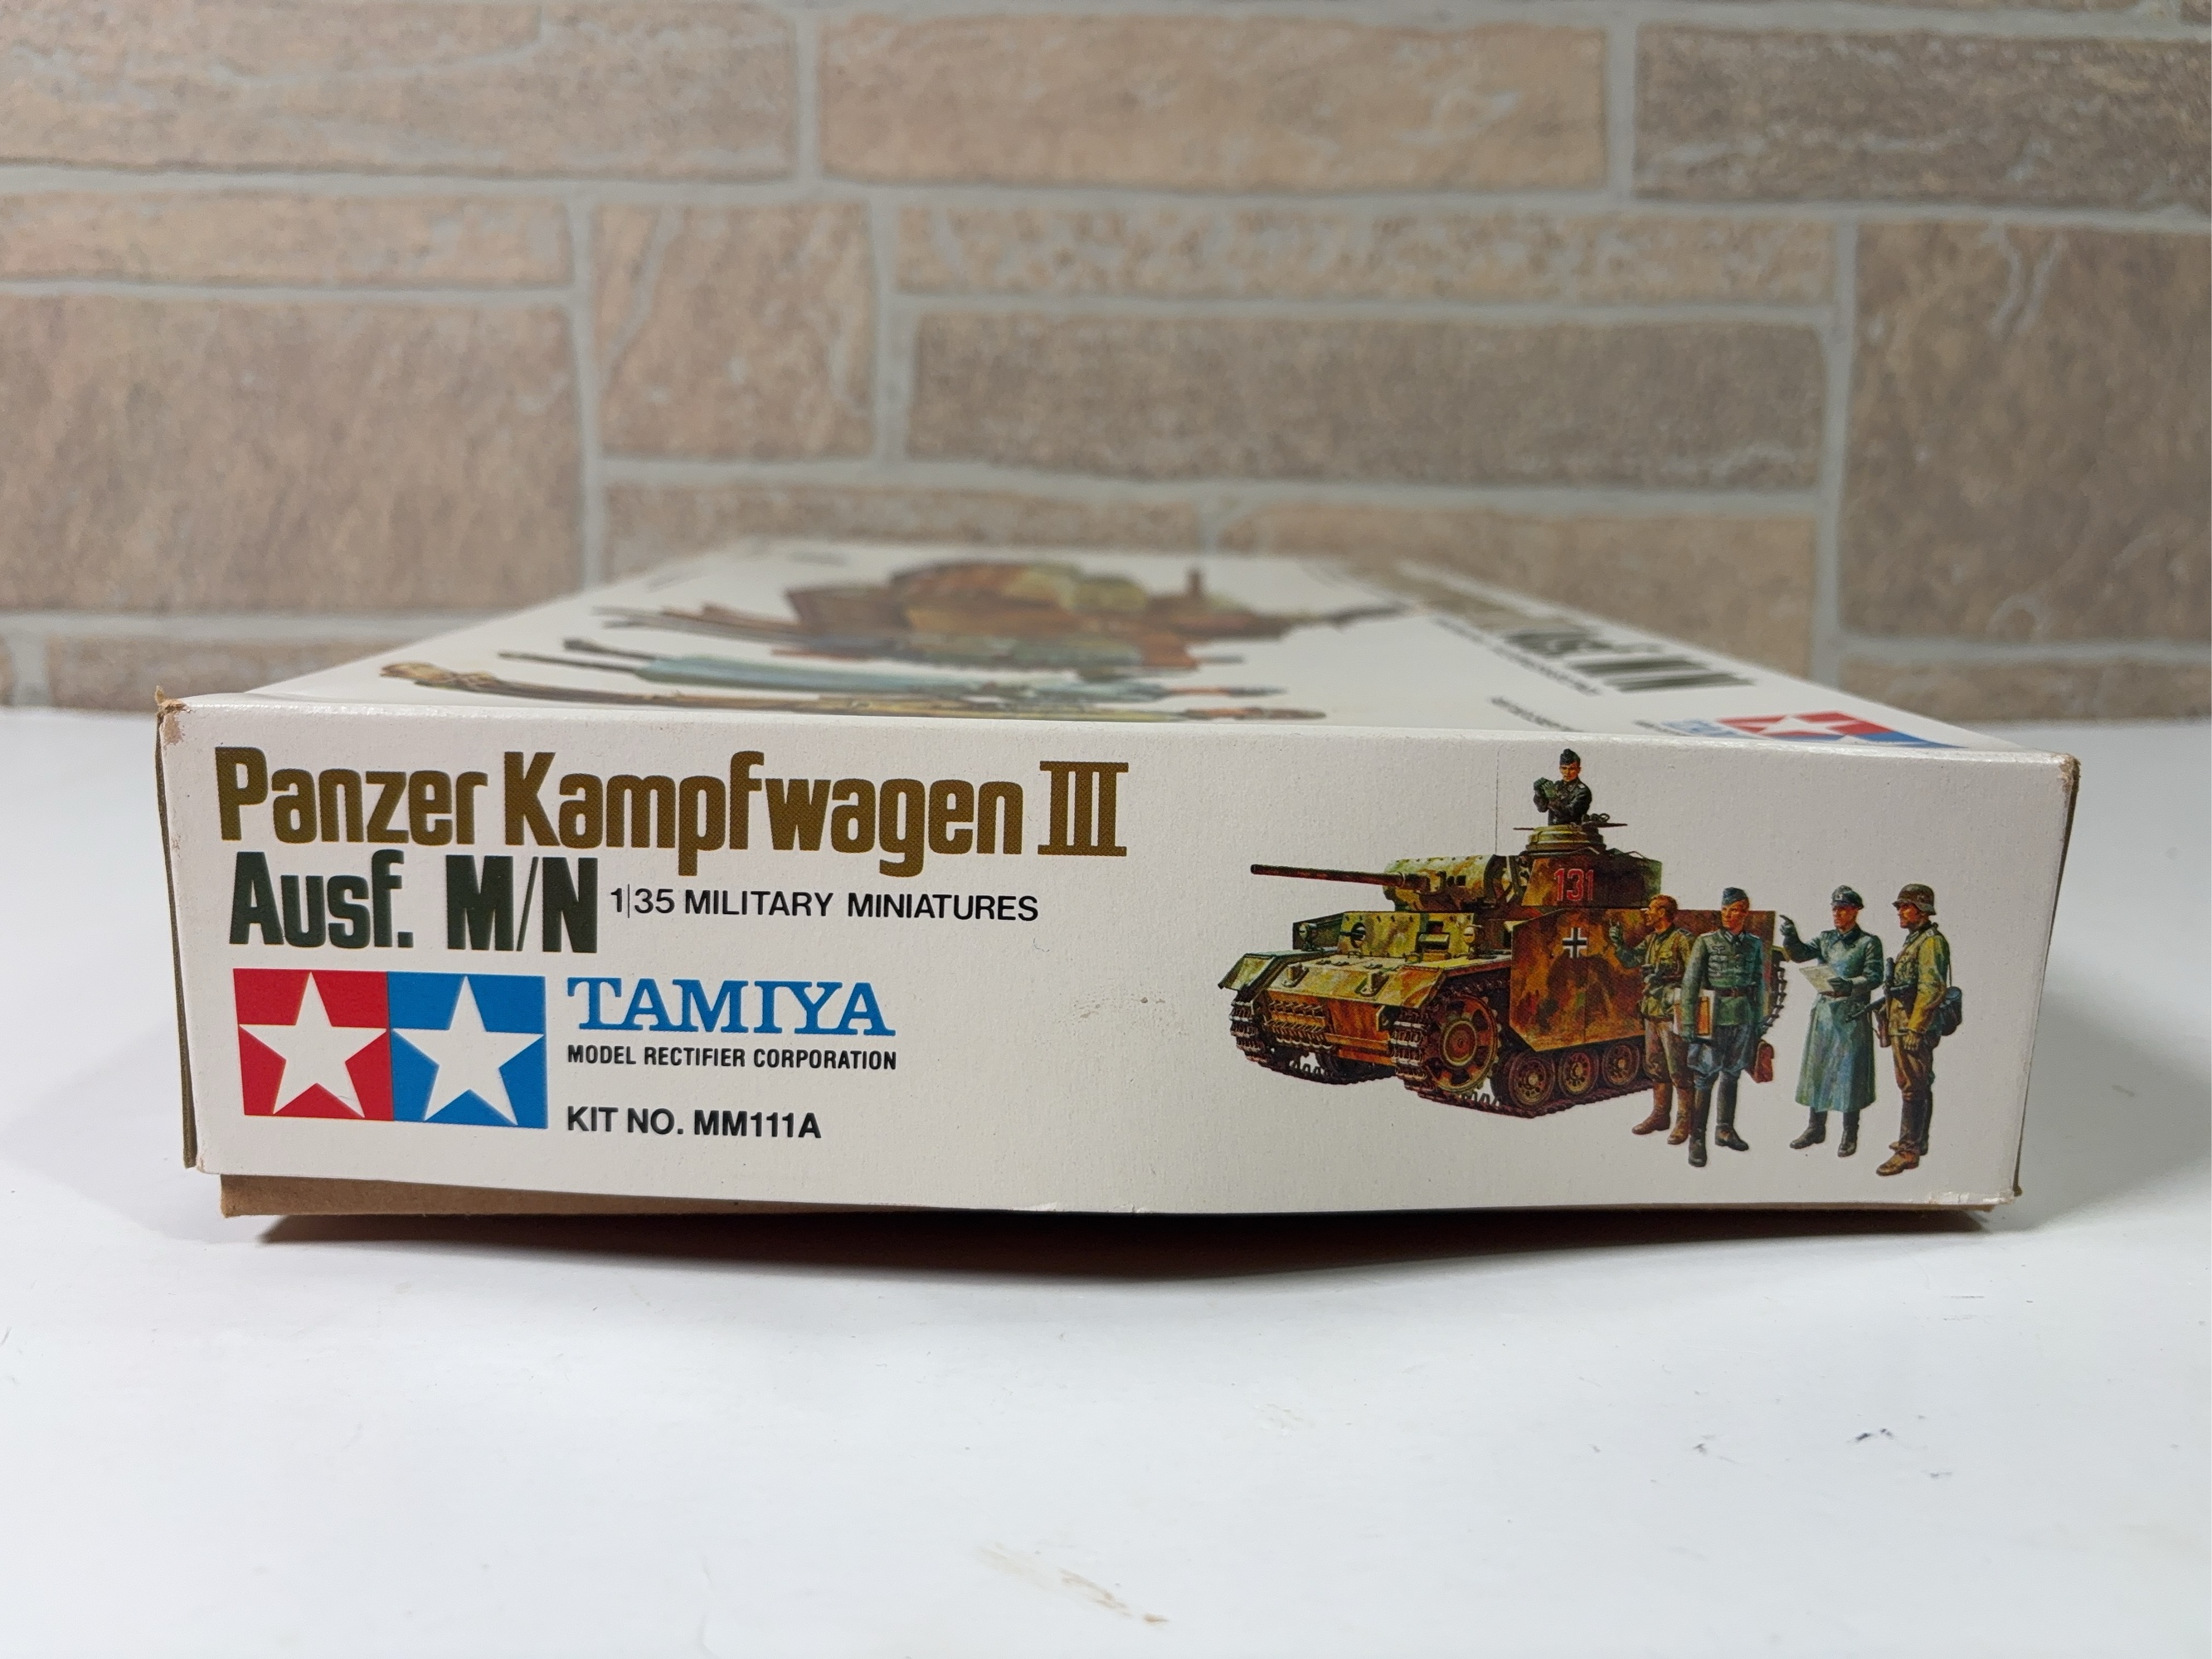 Panzer Kampfwagen III
Ausf. M/N 1|35 MILITARY MINIATURES
TAMIYA
MODEL RECTIFIER CORPORATION
KIT NO. MM111A
131